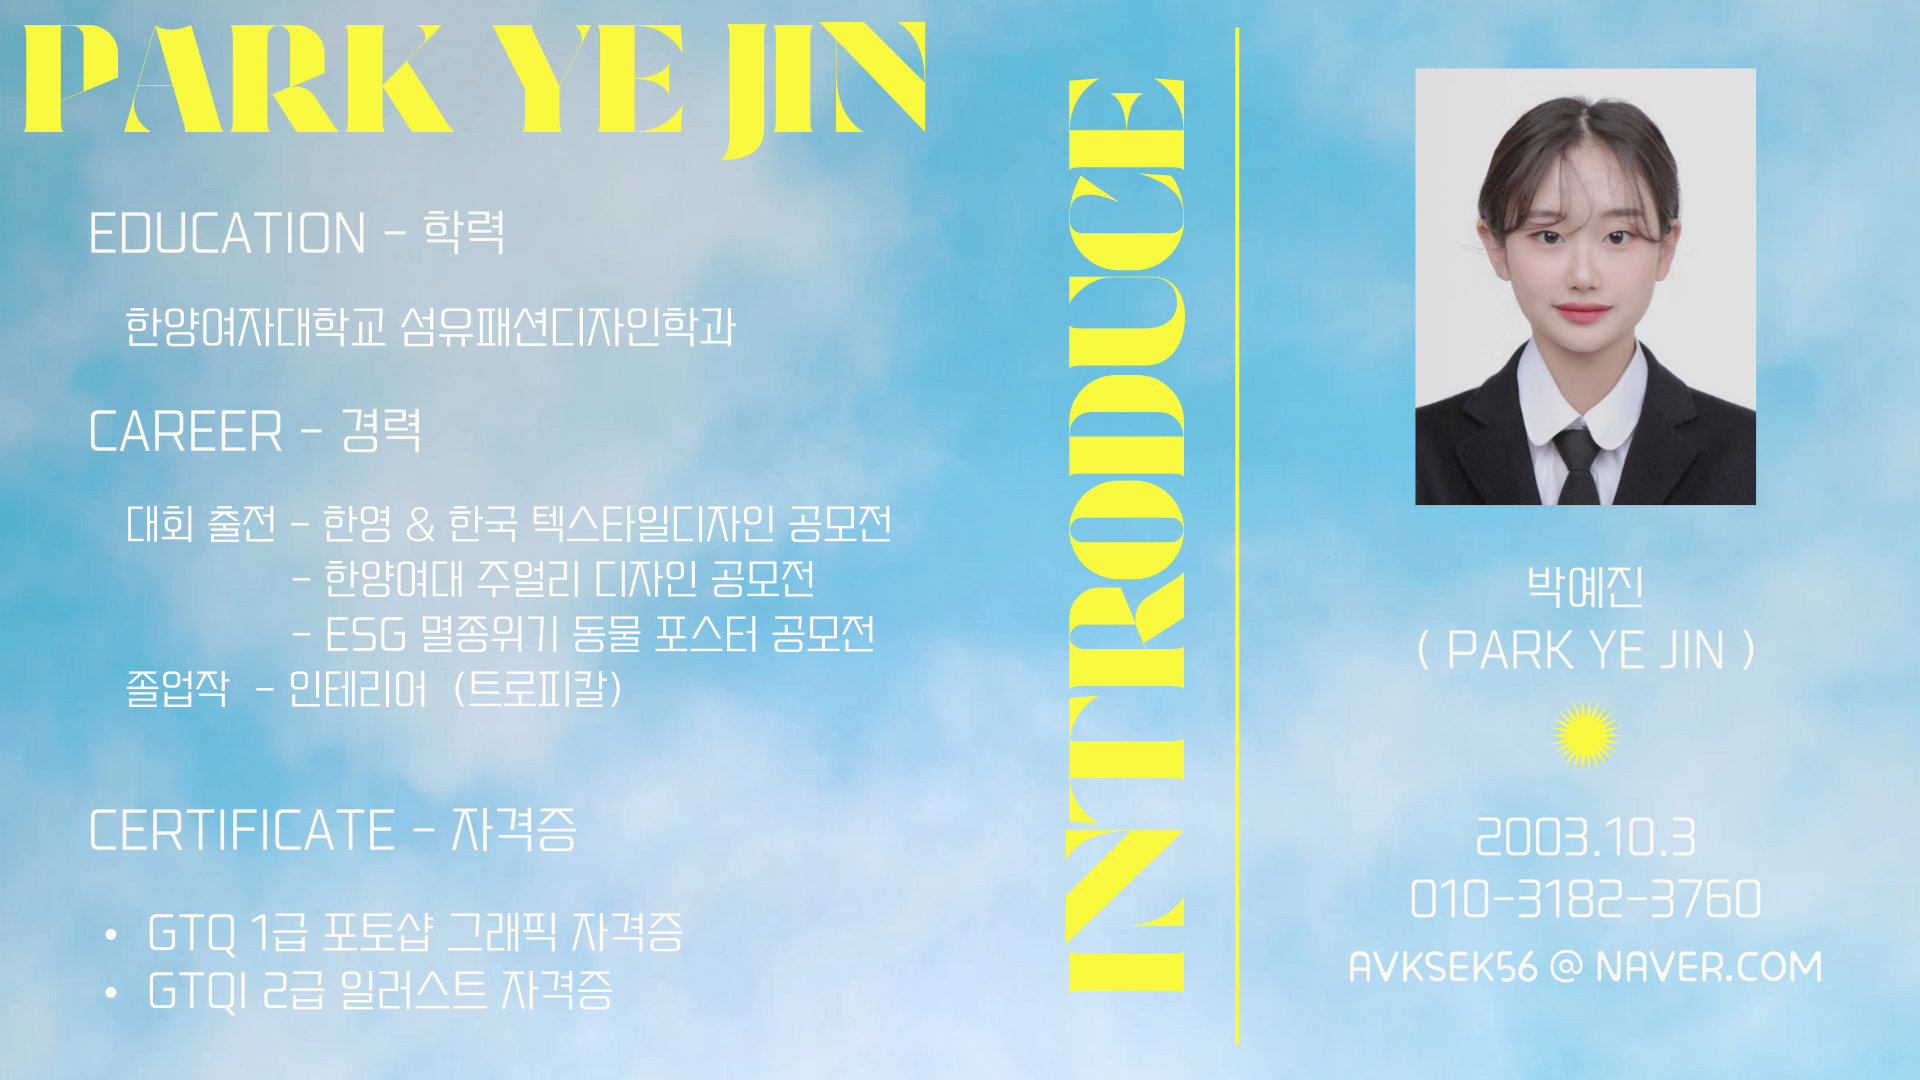 PARK YE JIN
EDUCATION - 학력
한양여자대학교 섬유패션디자인학과
CAREER - 경력
대회 출전 - 한영 & 한국 텍스타일디자인 공모전
- 한양여대 주얼리 디자인 공모전
- ESG 멸종위기 동물 포스터 공모전
졸업작 - 인테리어 (트로피칼)
CERTIFICATE - 자격증
• GTQ 1급 포토샵 그래픽 자격증
• GTQI 2급 일러스트 자격증
INTRODUCE
박예진
( PARK YE JIN )
2003.10.3
010-3182-3760
AVKSEK56 @ NAVER.COM